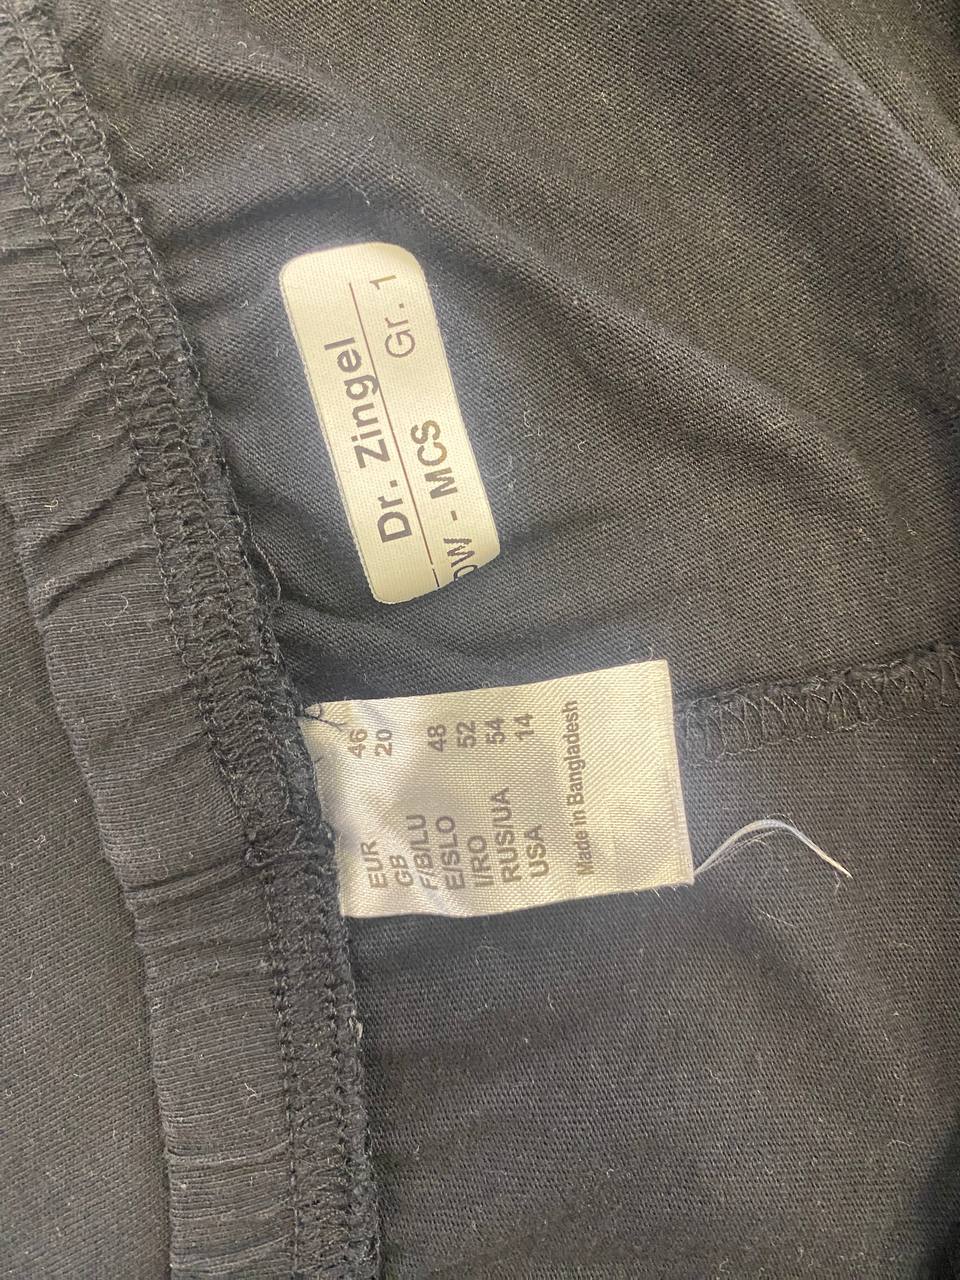 Dr. Zingel
OW - MCS Gr. 1
EUR 46
GB 20
F/B/LU
E/SLO 48
I/RO 52
RUS/UA 54
USA 14
Made in Bangladesh